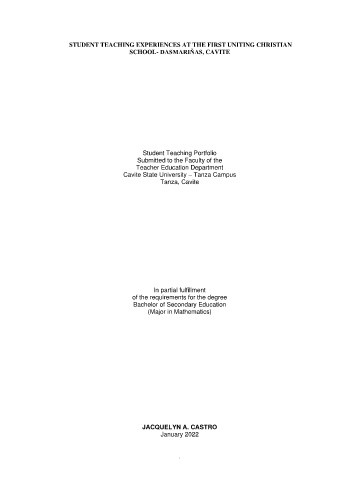 STUDENT TEACHING EXPERIENCES AT THE FIRST UNITING CHRISTIAN
SCHOOL- DASMARIÑAS, CAVITE
Student Teaching Portfolio
Submitted to the Faculty of the
Teacher Education Department
Cavite State University – Tanza Campus
Tanza, Cavite
In partial fulfillment
of the requirements for the degree
Bachelor of Secondary Education
(Major in Mathematics)
JACQUELYN A. CASTRO
January 2022
.